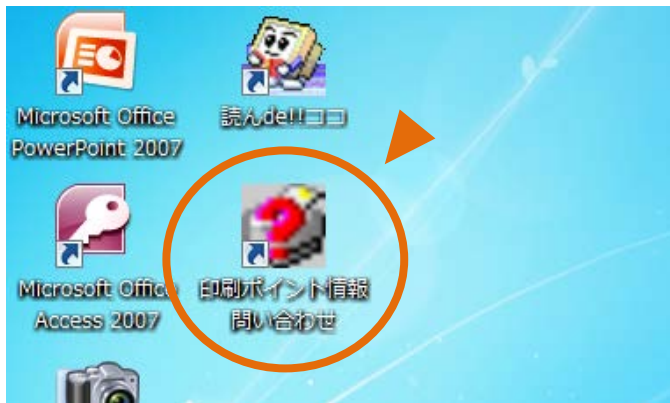 Microsoft Office
PowerPoint 2007
読んde!!ココ
Microsoft Office
Access 2007
印刷ポイント情報
問い合わせ